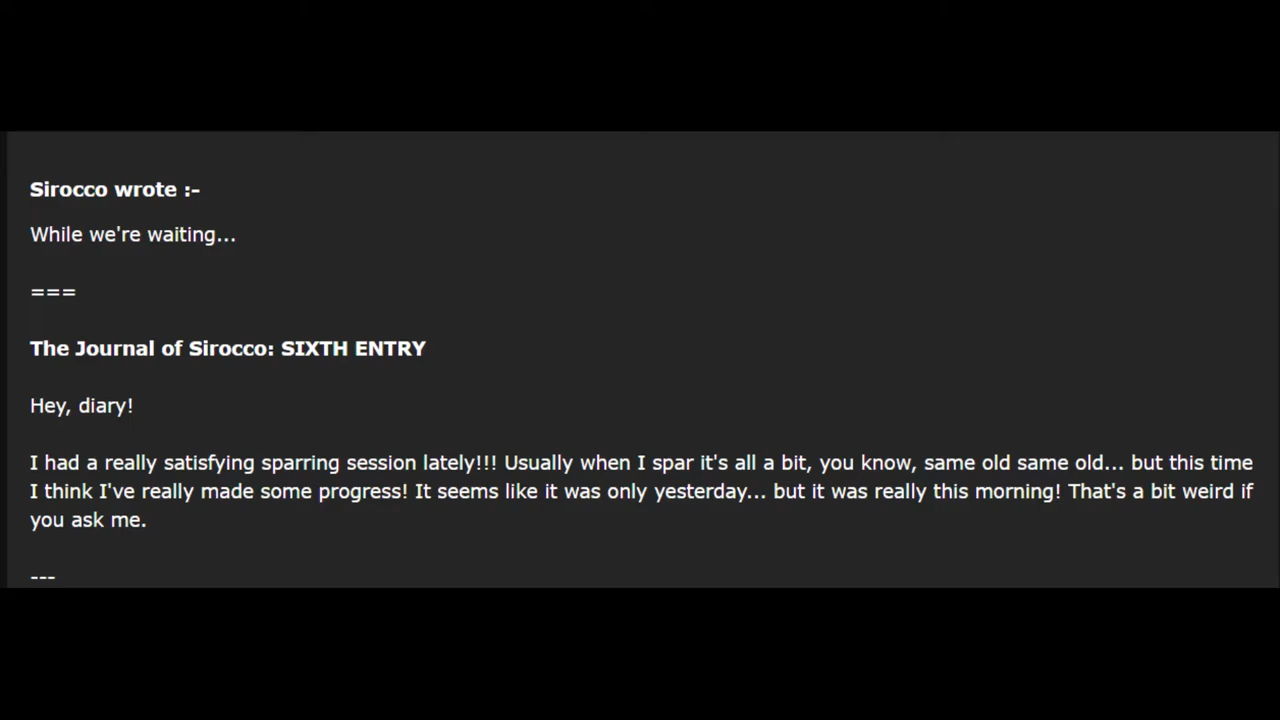 Sirocco wrote :-
While we're waiting...
===
The Journal of Sirocco: SIXTH ENTRY
Hey, diary!
I had a really satisfying sparring session lately!!! Usually when I spar it's all a bit, you know, same old same old... but this time
I think I've really made some progress! It seems like it was only yesterday... but it was really this morning! That's a bit weird if
you ask me.
---